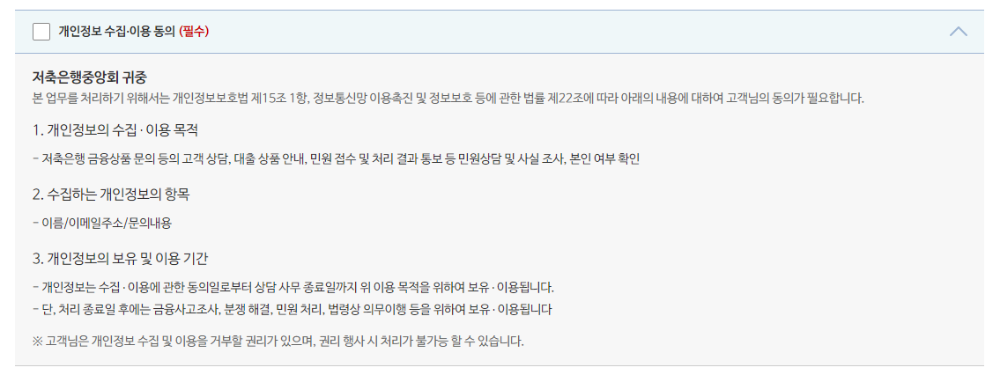 개인정보 수집·이용 동의 (필수)
저축은행중앙회 귀중
본 업무를 처리하기 위해서는 개인정보보호법 제15조 1항, 정보통신망 이용촉진 및 정보보호 등에 관한 법률 제22조에 따라 아래의 내용에 대하여 고객님의 동의가 필요합니다.
1. 개인정보의 수집·이용 목적
- 저축은행 금융상품 문의 등의 고객 상담, 대출 상품 안내, 민원 접수 및 처리 결과 통보 등 민원상담 및 사실 조사, 본인 여부 확인
2. 수집하는 개인정보의 항목
- 이름/이메일주소/문의내용
3. 개인정보의 보유 및 이용 기간
- 개인정보는 수집·이용에 관한 동의일로부터 상담 사무 종료일까지 위 이용 목적을 위하여 보유·이용됩니다.
- 단, 처리 종료일 후에는 금융사고조사, 분쟁 해결, 민원 처리, 법령상 의무이행 등을 위하여 보유·이용됩니다
※ 고객님은 개인정보 수집 및 이용을 거부할 권리가 있으며, 권리 행사 시 처리가 불가능 할 수 있습니다.